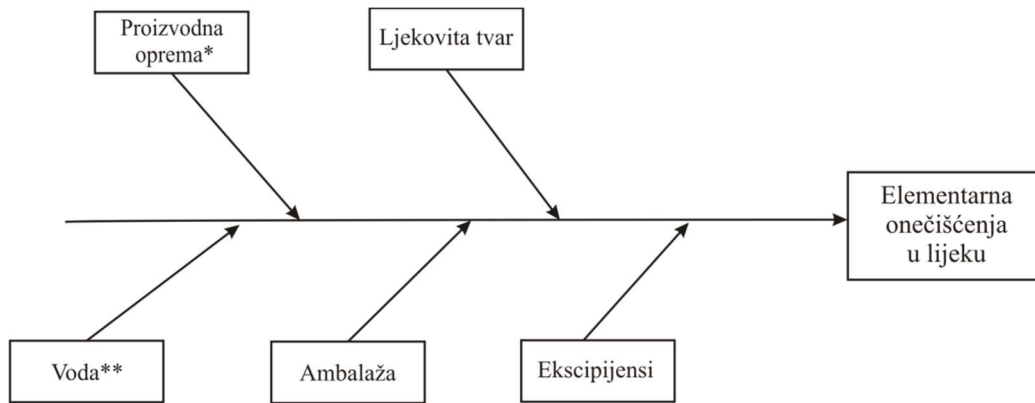 Proizvodna
oprema*
Ljekovita tvar
Elementarna
onečišćenja
u lijeku
Voda**
Ambalaža
Ekscipijensi